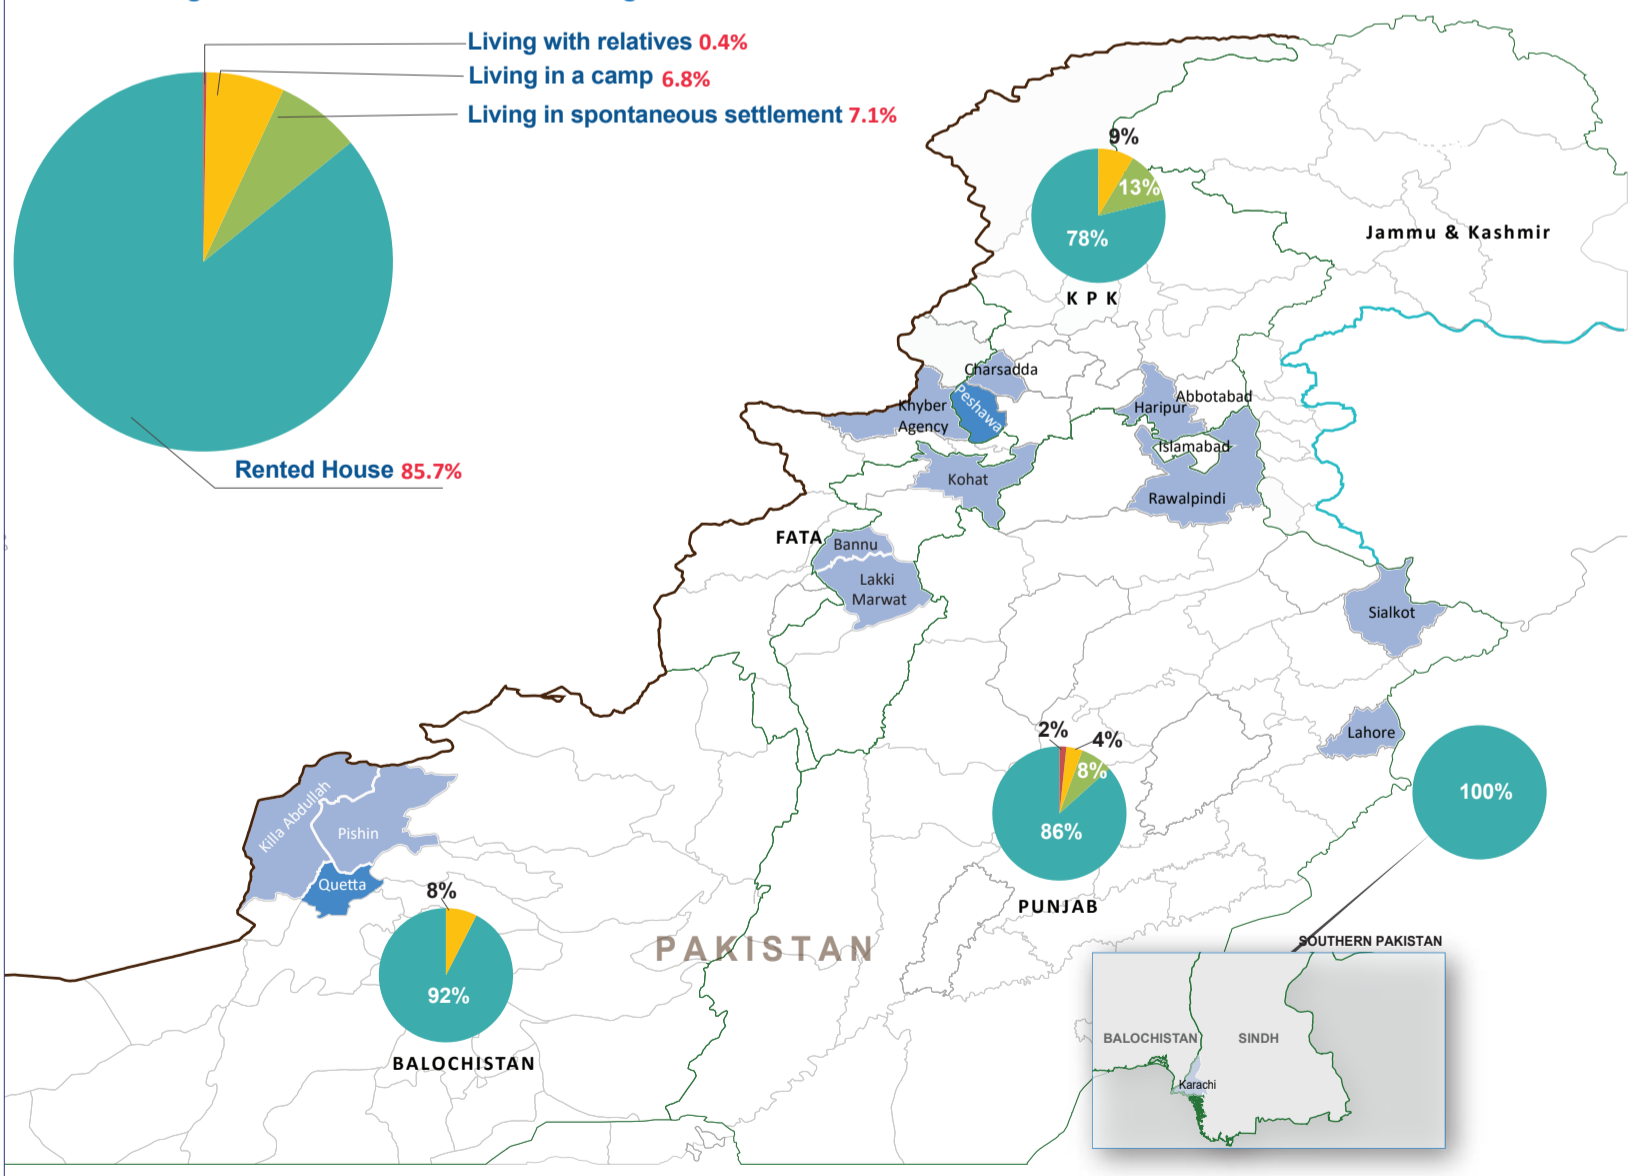 Living with relatives 0.4%
Living in a camp 6.8%
Living in spontaneous settlement 7.1%
Rented House 85.7%
9%
13%
78%
K P K
Jammu & Kashmir
Charsadda
Peshawa
Khyber
Agency
Abbotabad
Haripur
Islamabad
Kohat
Rawalpindi
FATA
Bannu
Lakki
Marwat
Sialkot
Lahore
2%
4%
8%
86%
PUNJAB
100%
Killa Abdullah
Pishin
Quetta
8%
92%
BALOCHISTAN
PAKISTAN
SOUTHERN PAKISTAN
BALOCHISTAN
SINDH
Karachi